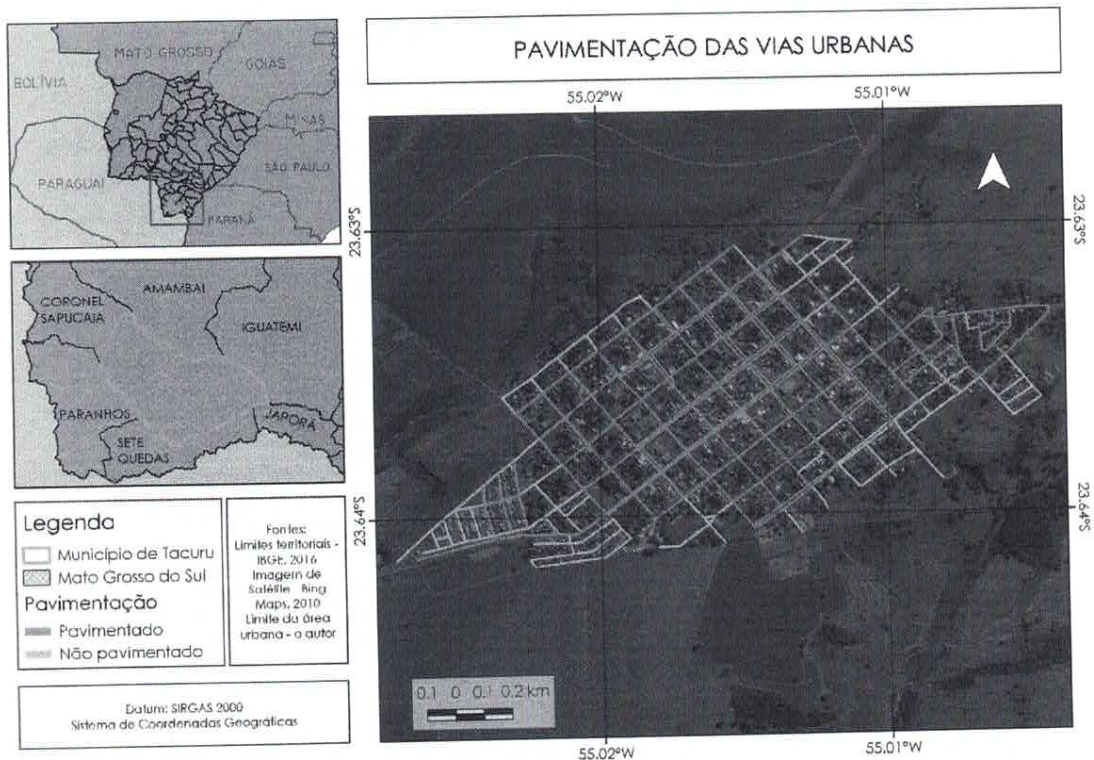 PAVIMENTAÇÃO DAS VIAS URBANAS
MATO GROSSO
GOIÁS
BOLÍVIA
MINAS
SÃO PAULO
PARAGUAI
PARANÁ
AMAMBAI
CORONEL
SAPUCAIA
IGUATEMI
PARANHOS
JAPORÃ
SETE
QUEDAS
55.02°W
55.01°W
23.63°S
23.63°S
23.64°S
23.64°S
55.02°W
55.01°W
0.1 0 0.1 0.2 km
Legenda
Município de Tacuru
Mato Grosso do Sul
Pavimentação
Pavimentado
Não pavimentado
Fontes:
Limites territoriais -
IBGE, 2016
Imagem de
Satélite - Bing
Maps, 2010
Limite da área
urbana - o autor
Datum: SIRGAS 2000
Sistema de Coordenadas Geográficas